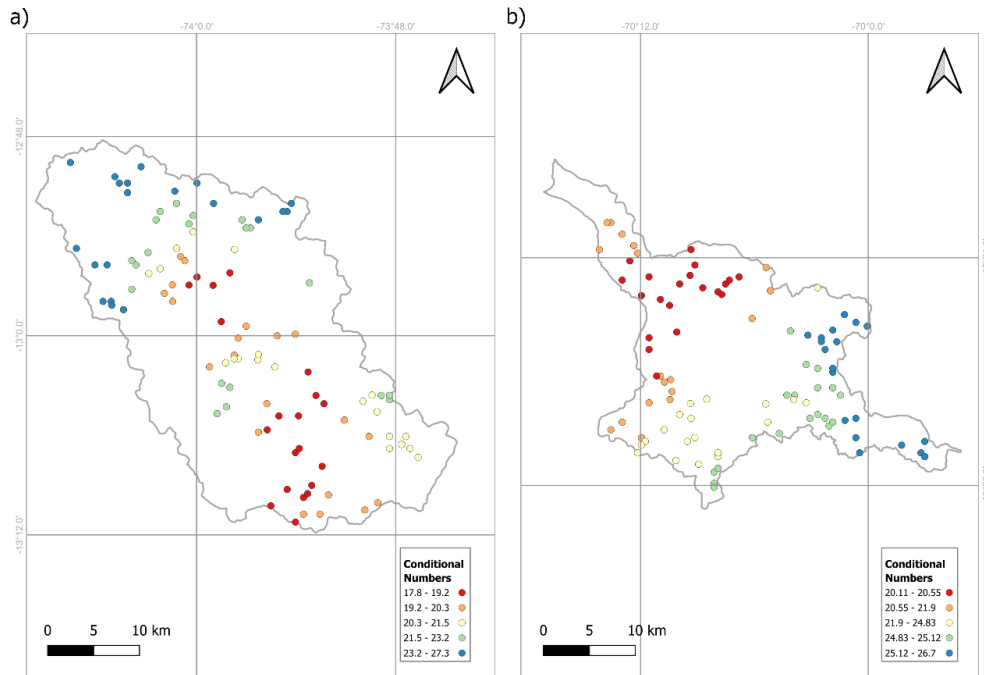 a)
-74°0.0'
-73°48.0'
-12°48.0'
-13°0.0'
-13°12.0'
Conditional
Numbers
17.8 - 19.2
19.2 - 20.3
20.3 - 21.5
21.5 - 23.2
23.2 - 27.3
0 5 10 km
b)
-70°12.0'
-70°0.0'
Conditional
Numbers
20.11 - 20.55
20.55 - 21.9
21.9 - 24.83
24.83 - 25.12
25.12 - 26.7
0 5 10 km